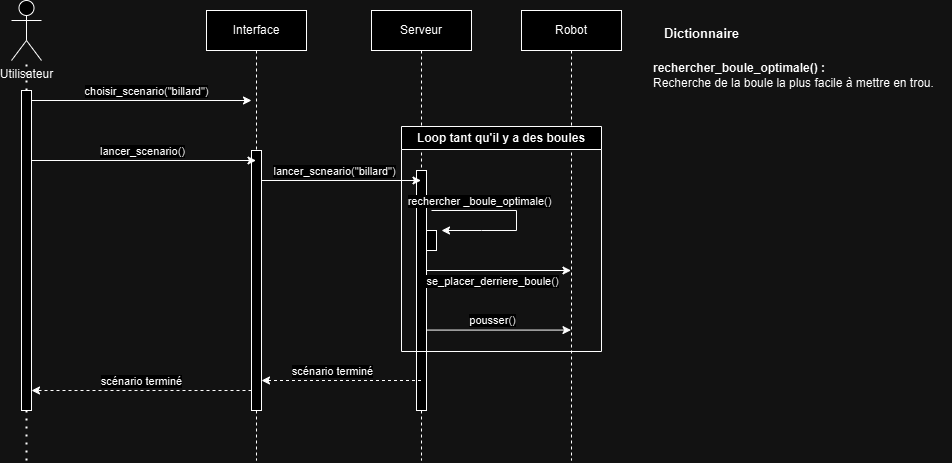 Interface
Serveur
Robot
Dictionnaire
Utilisateur
rechercher_boule_optimale() :
Recherche de la boule la plus facile à mettre en trou.
choisir_scenario("billard")
Loop tant qu'il y a des boules
lancer_scenario()
lancer_scneario("billard")
rechercher _boule_optimale()
se_placer_derriere_boule()
pousser()
scénario terminé
scénario terminé